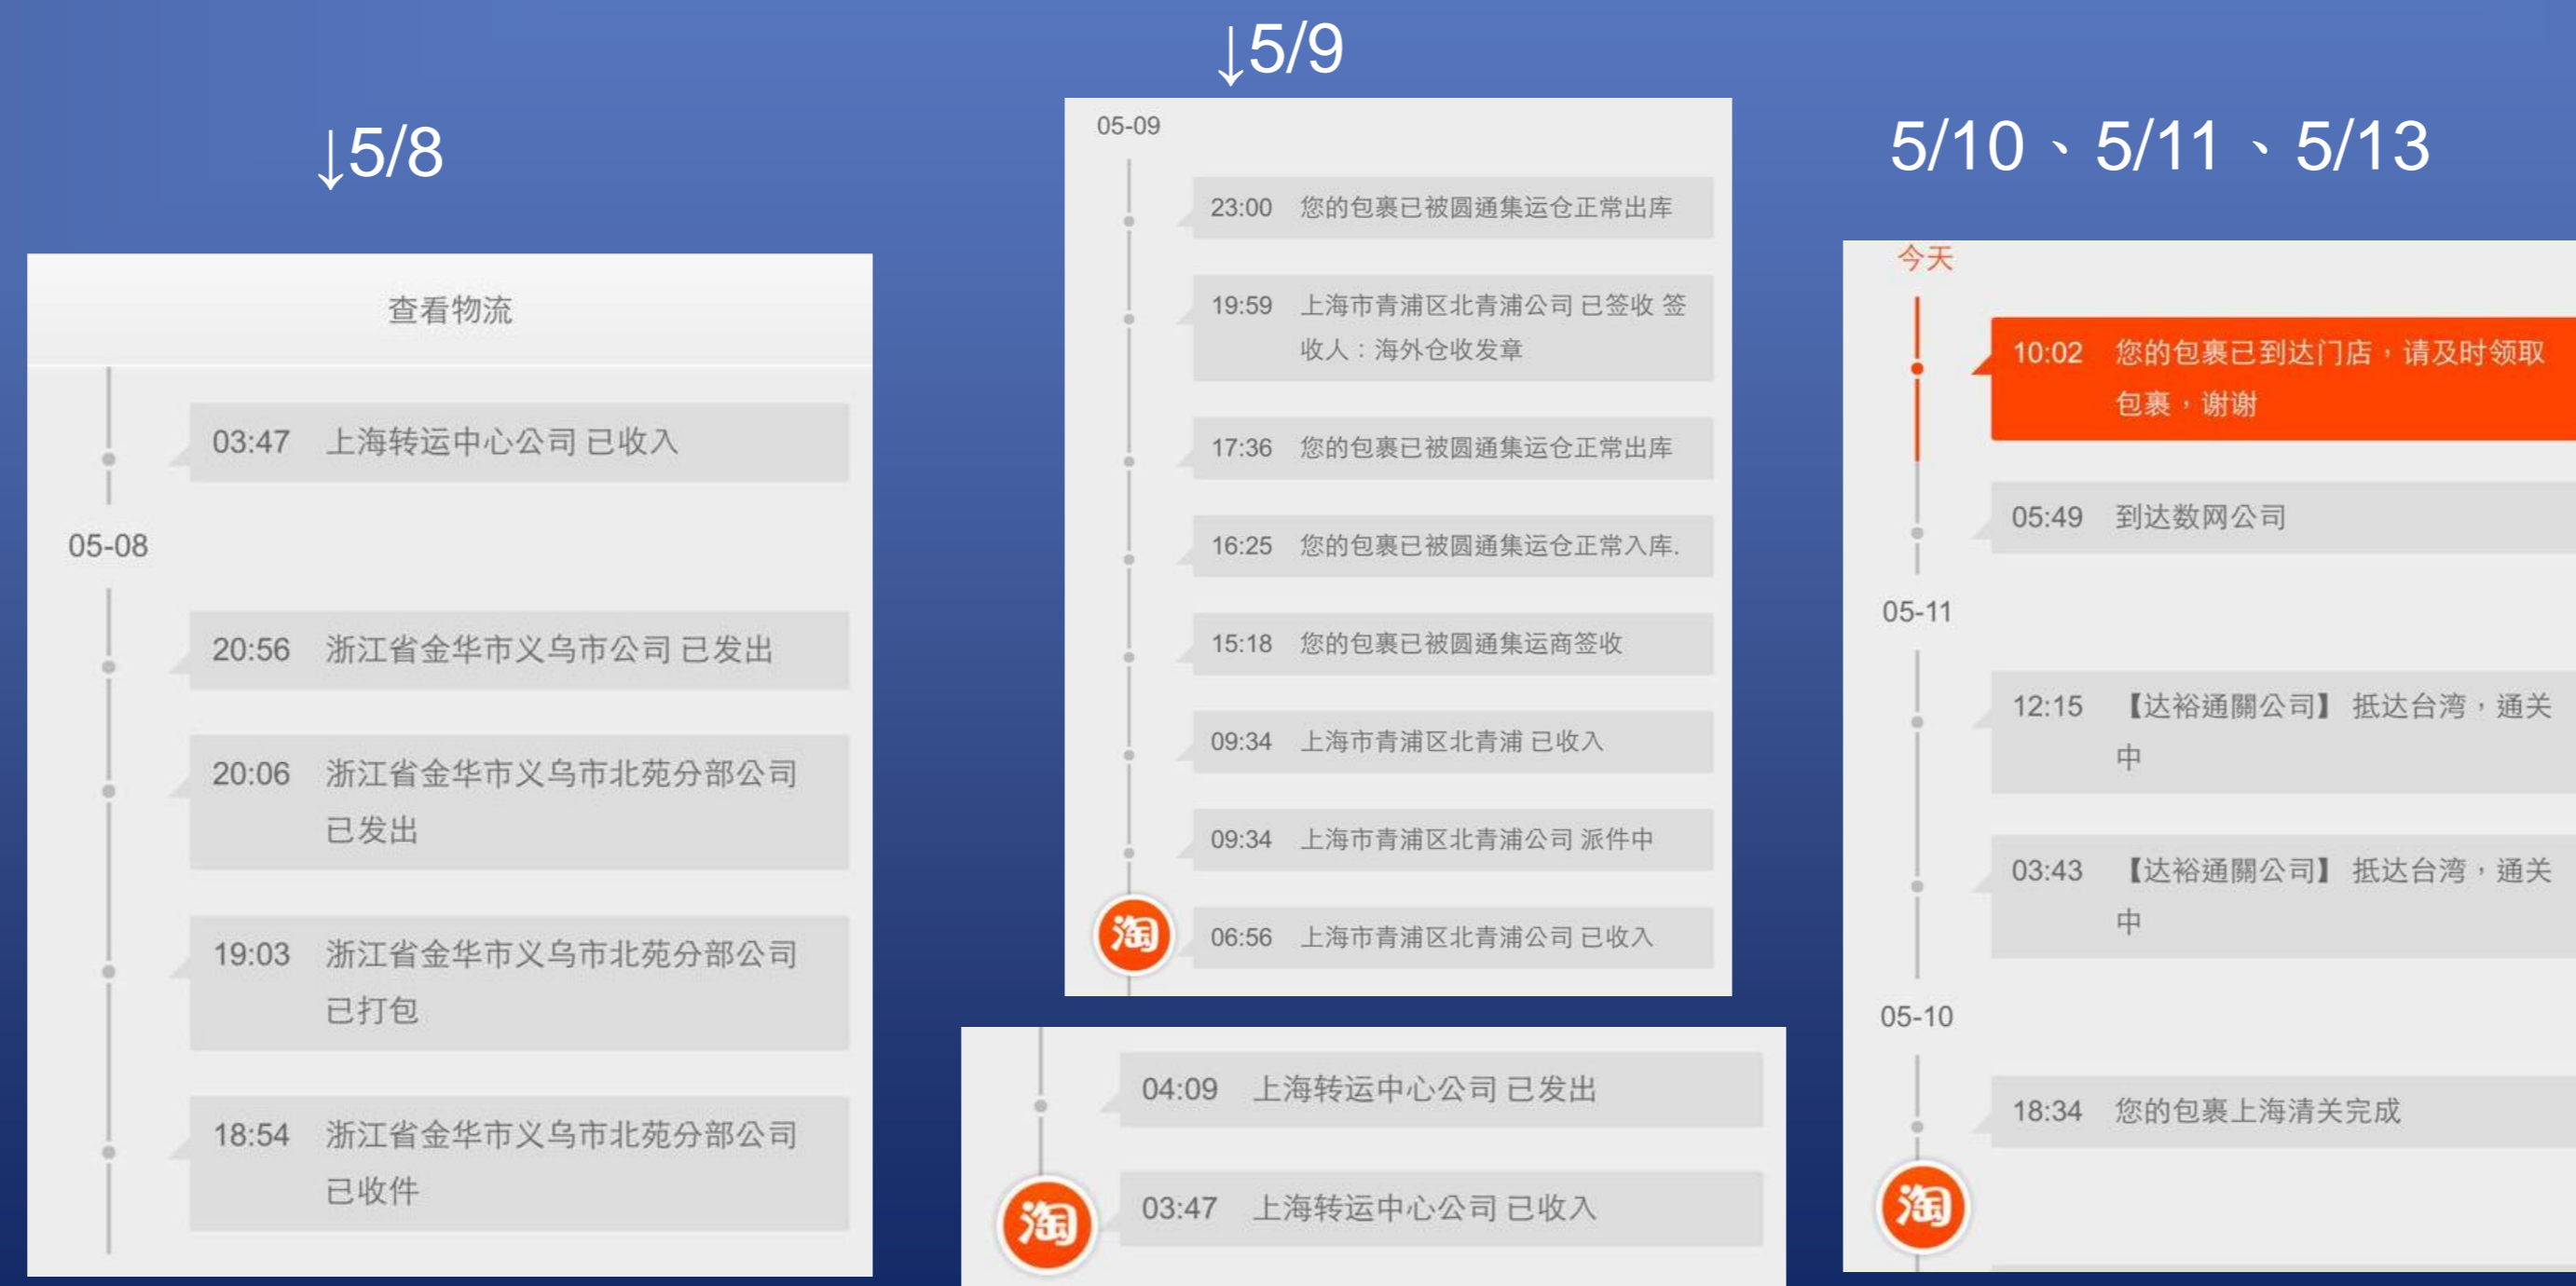 ↓5/8
查看物流
03:47 上海转运中心公司 已收入
05-08
20:56 浙江省金华市义乌市公司 已发出
20:06 浙江省金华市义乌市北苑分部公司
已发出
19:03 浙江省金华市义乌市北苑分部公司
已打包
18:54 浙江省金华市义乌市北苑分部公司
已收件
↓5/9
05-09
23:00 您的包裹已被圆通集运仓正常出库
19:59 上海市青浦区北青浦公司 已签收 签
收人：海外仓收发章
17:36 您的包裹已被圆通集运仓正常出库
16:25 您的包裹已被圆通集运仓正常入库.
15:18 您的包裹已被圆通集运商签收
09:34 上海市青浦区北青浦 已收入
09:34 上海市青浦区北青浦公司 派件中
淘
06:56 上海市青浦区北青浦公司 已收入
04:09 上海转运中心公司 已发出
淘
03:47 上海转运中心公司 已收入
5/10、5/11、5/13
今天
10:02 您的包裹已到达门店，请及时领取
包裹，谢谢
05:49 到达数网公司
05-11
12:15 【达裕通關公司】 抵达台湾，通关
中
03:43 【达裕通關公司】 抵达台湾，通关
中
05-10
18:34 您的包裹上海清关完成
淘